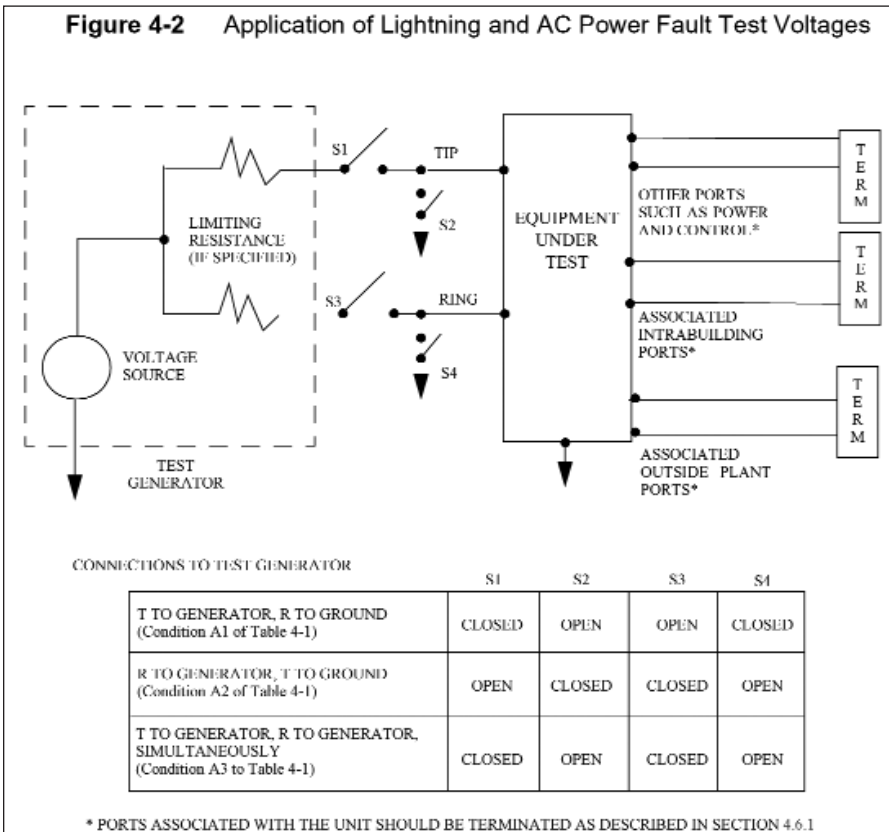 Figure 4-2 Application of Lightning and AC Power Fault Test Voltages
S1
TIP
S2
LIMITING
RESISTANCE
(IF SPECIFIED)
S3
RING
S4
VOLTAGE
SOURCE
TEST
GENERATOR
EQUIPMENT
UNDER
TEST
OTHER PORTS
SUCH AS POWER
AND CONTROL*
TERM
ASSOCIATED
INTRABUILDING
PORTS*
TERM
ASSOCIATED
OUTSIDE PLANT
PORTS*
TERM
CONNECTIONS TO TEST GENERATOR
S1 S2 S3 S4
T TO GENERATOR, R TO GROUND
(Condition A1 of Table 4-1)
CLOSED OPEN OPEN CLOSED
R TO GENERATOR, T TO GROUND
(Condition A2 of Table 4-1)
OPEN CLOSED CLOSED OPEN
T TO GENERATOR, R TO GENERATOR,
SIMULTANEOUSLY
(Condition A3 to Table 4-1)
CLOSED OPEN CLOSED OPEN
* PORTS ASSOCIATED WITH THE UNIT SHOULD BE TERMINATED AS DESCRIBED IN SECTION 4.6.1